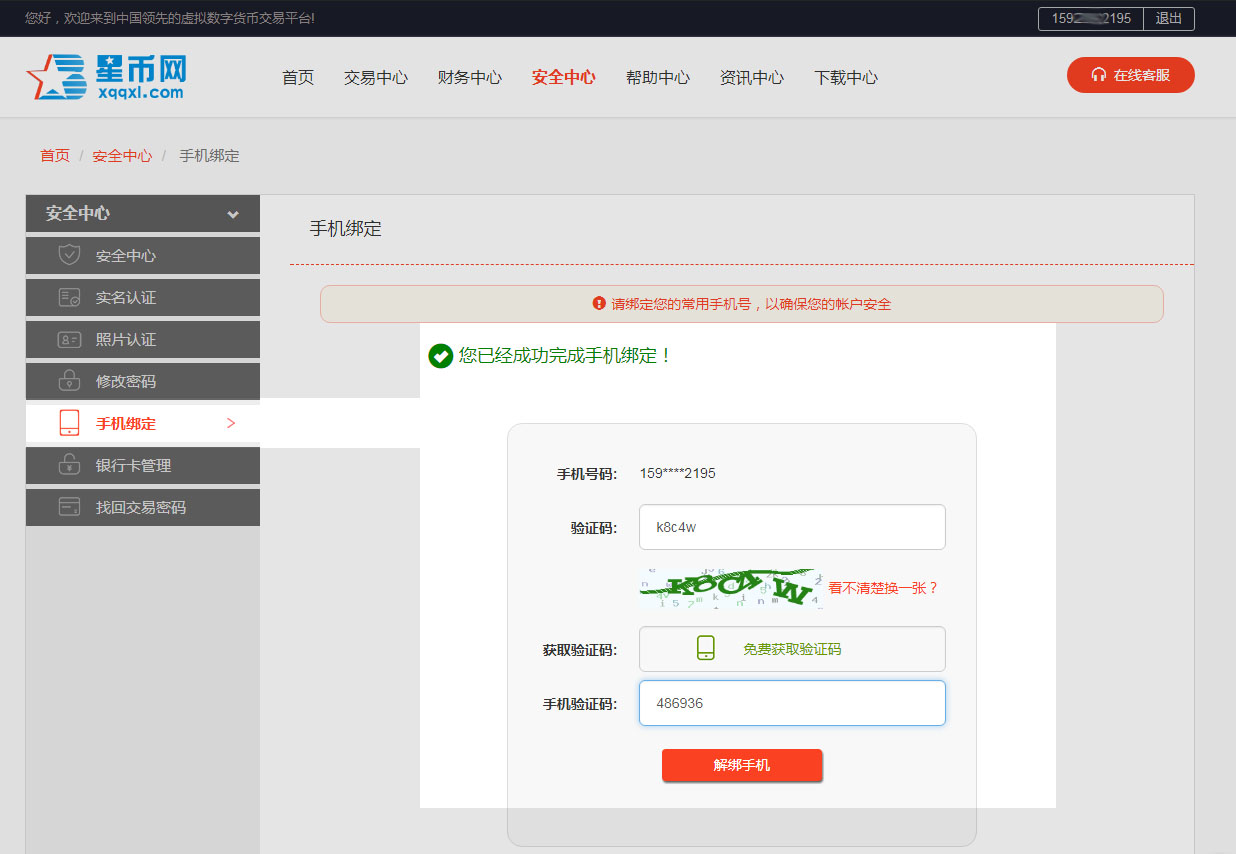 您好，欢迎来到中国领先的虚拟数字货币交易平台!
159 2195 退出
星币网
xqqxl.com
首页 交易中心 财务中心 安全中心 帮助中心 资讯中心 下载中心
在线客服
首页 / 安全中心 / 手机绑定
安全中心
安全中心
实名认证
照片认证
修改密码
手机绑定 >
银行卡管理
找回交易密码
手机绑定
请绑定您的常用手机号，以确保您的帐户安全
您已经成功完成手机绑定！
手机号码: 159****2195
验证码: k8c4w
看不清楚换一张？
获取验证码: 免费获取验证码
手机验证码: 486936
解绑手机